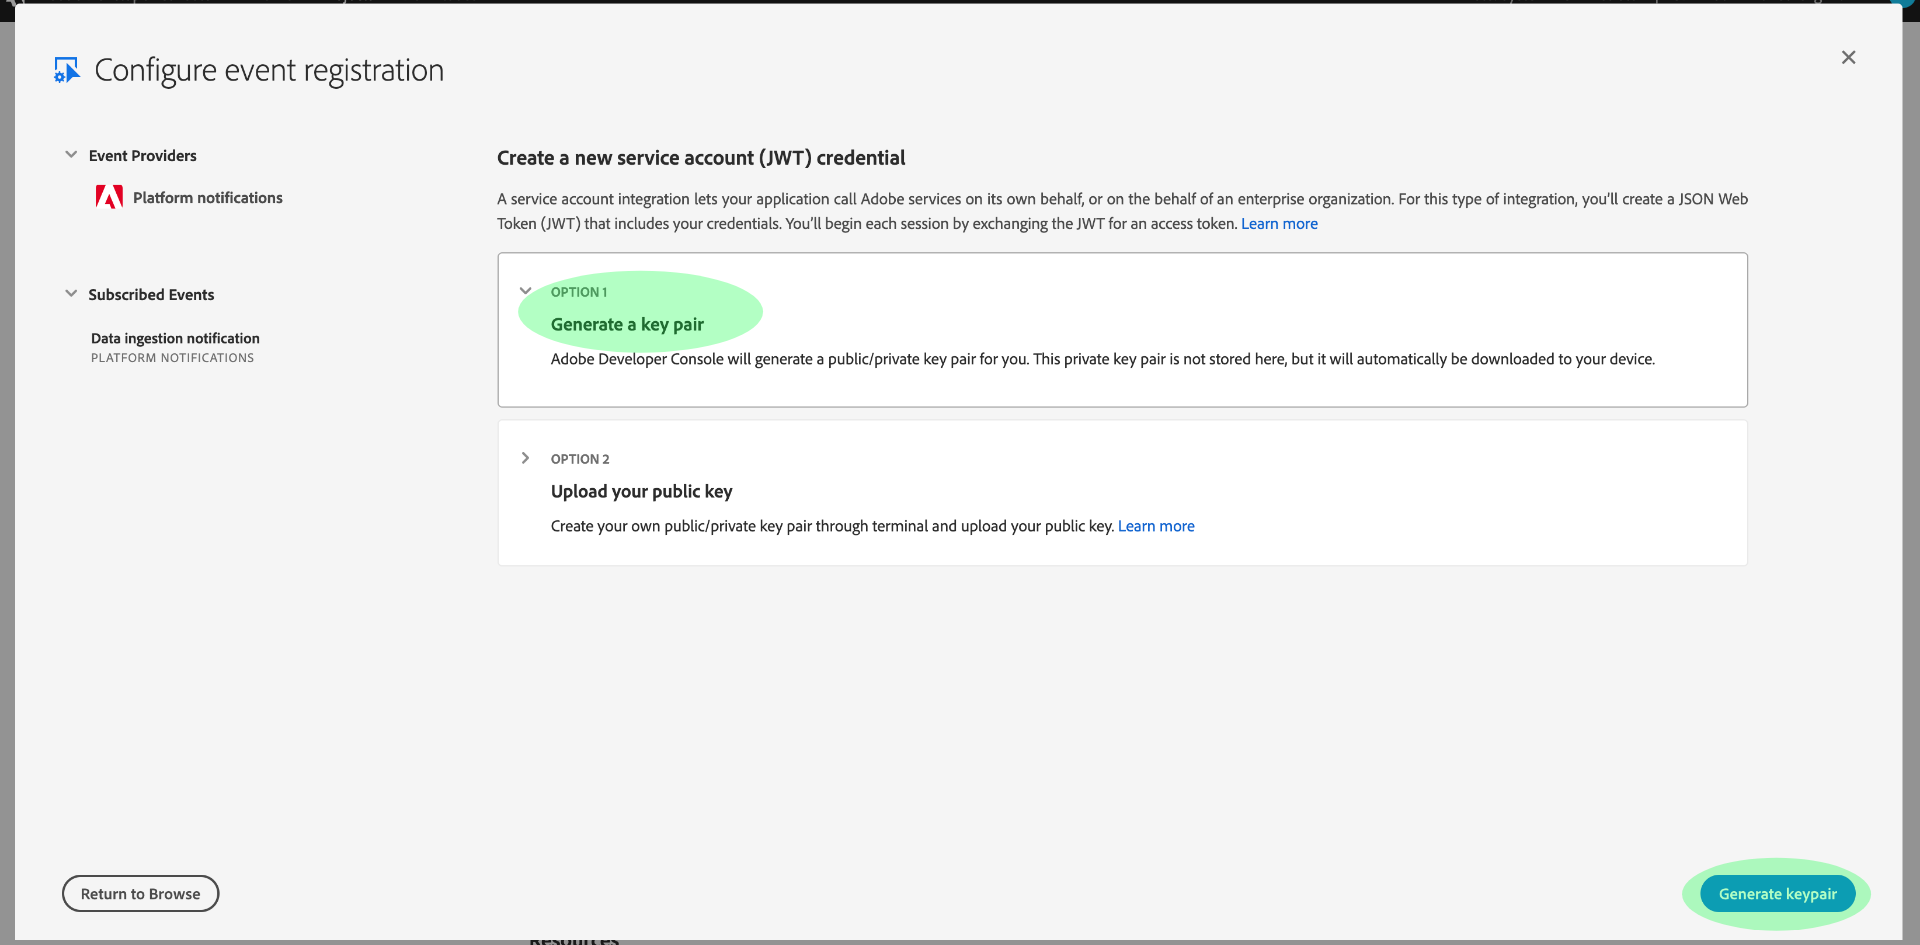 Configure event registration
Event Providers
Platform notifications
Subscribed Events
Data ingestion notification
PLATFORM NOTIFICATIONS
Create a new service account (JWT) credential
A service account integration lets your application call Adobe services on its own behalf, or on the behalf of an enterprise organization. For this type of integration, you'll create a JSON Web
Token (JWT) that includes your credentials. You'll begin each session by exchanging the JWT for an access token. Learn more
OPTION 1
Generate a key pair
Adobe Developer Console will generate a public/private key pair for you. This private key pair is not stored here, but it will automatically be downloaded to your device.
OPTION 2
Upload your public key
Create your own public/private key pair through terminal and upload your public key. Learn more
Return to Browse
Generate keypair
Resources